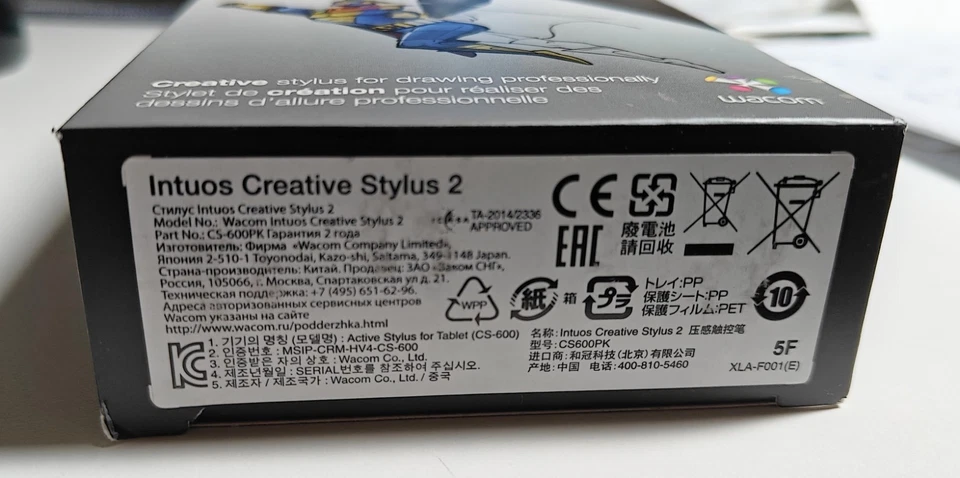 Creative stylus for drawing professionally
Stylet de création pour réaliser des
dessins d'allure professionnelle
wacom
Intuos Creative Stylus 2
Стилус Intuos Creative Stylus 2
Model No.: Wacom Intuos Creative Stylus 2
Part No.: CS-600PK Гарантия 2 года
Изготовитель: Фирма «Wacom Company Limited»,
Япония 2-510-1 Toyonodai, Kazo-shi, Saitama, 349-1148 Japan.
Страна-производитель: Китай. Продавец: ЗАО «Ваком СНГ»,
Россия, 105066, г. Москва, Спартаковская ул д. 21.
Техническая поддержка: +7 (495) 651-62-96.
Адреса авторизованных сервисных центров
Wacom указаны на сайте
http://www.wacom.ru/podderzhka.html
TA-2014/2336
APPROVED
CE
EAC
廢電池
請回收
WPP
紙
箱
プラ
トレイ:PP
保護シート:PP
保護フィルム:PET
10
1. 기기의 명칭 (모델명) : Active Stylus for Tablet (CS-600)
2. 인증번호 : MSIP-CRM-HV4-CS-600
3. 인증받은 자의 상호 : Wacom Co., Ltd.
4. 제조년월일 : SERIAL번호를 참조하여 주십시오.
5. 제조자 / 제조국가 : Wacom Co., Ltd. / 중국
名称: Intuos Creative Stylus 2 压感触控笔
型号: CS600PK
进口商: 和冠科技(北京)有限公司
产地: 中国 电话:400-810-5460
5F
XLA-F001(E)